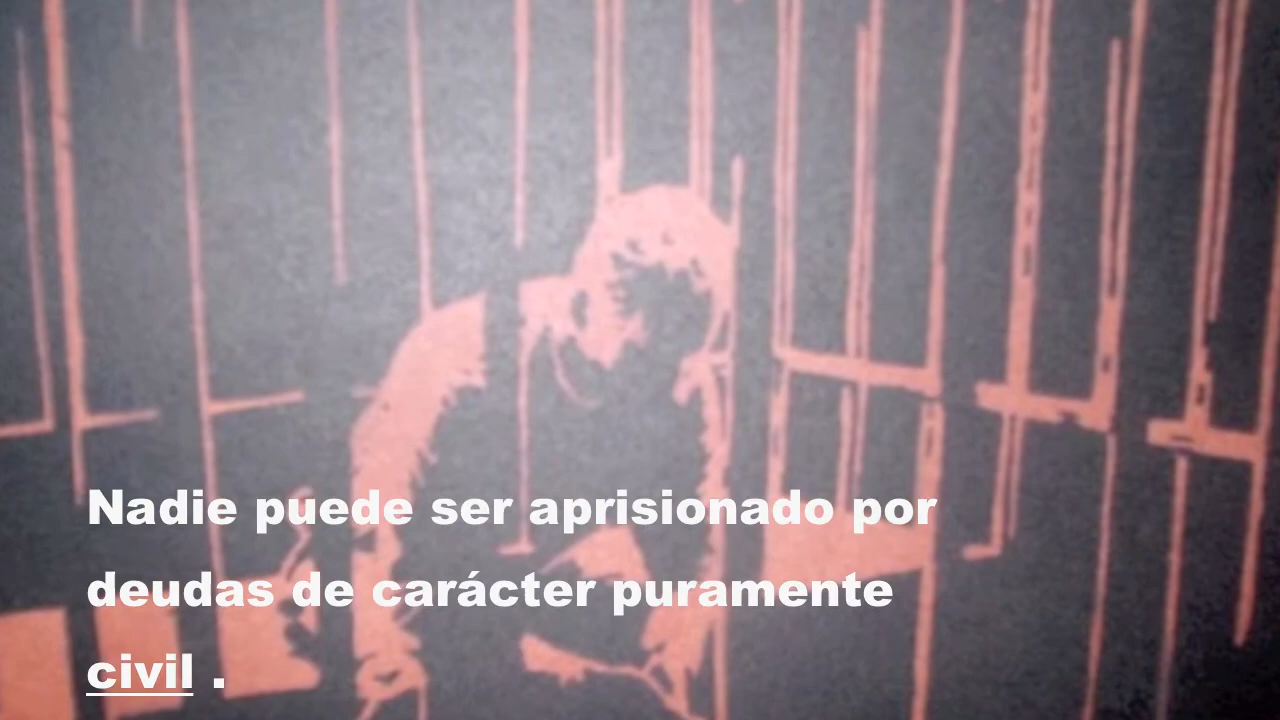 Nadie puede ser aprisionado por
deudas de carácter puramente
civil .